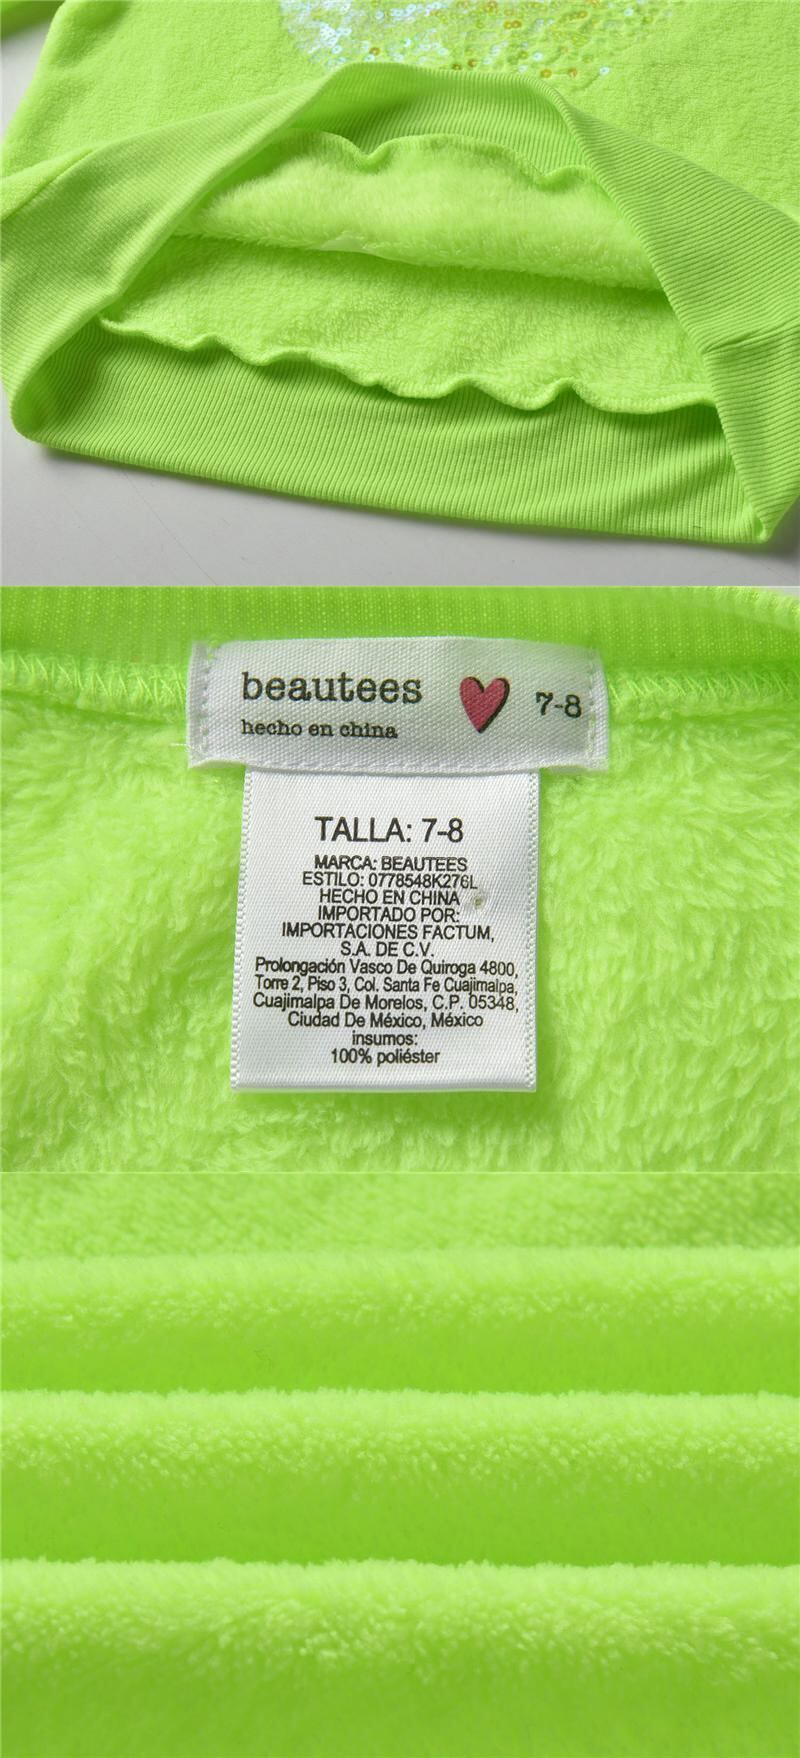 beautees 7-8
hecho en china
TALLA: 7-8
MARCA: BEAUTEES
ESTILO: 0778548K276L
HECHO EN CHINA
IMPORTADO POR:
IMPORTACIONES FACTUM,
S.A. DE C.V.
Prolongación Vasco De Quiroga 4800,
Torre 2, Piso 3, Col. Santa Fe Cuajimalpa,
Cuajimalpa De Morelos, C.P. 05348,
Ciudad De México, México
insumos:
100% poliéster